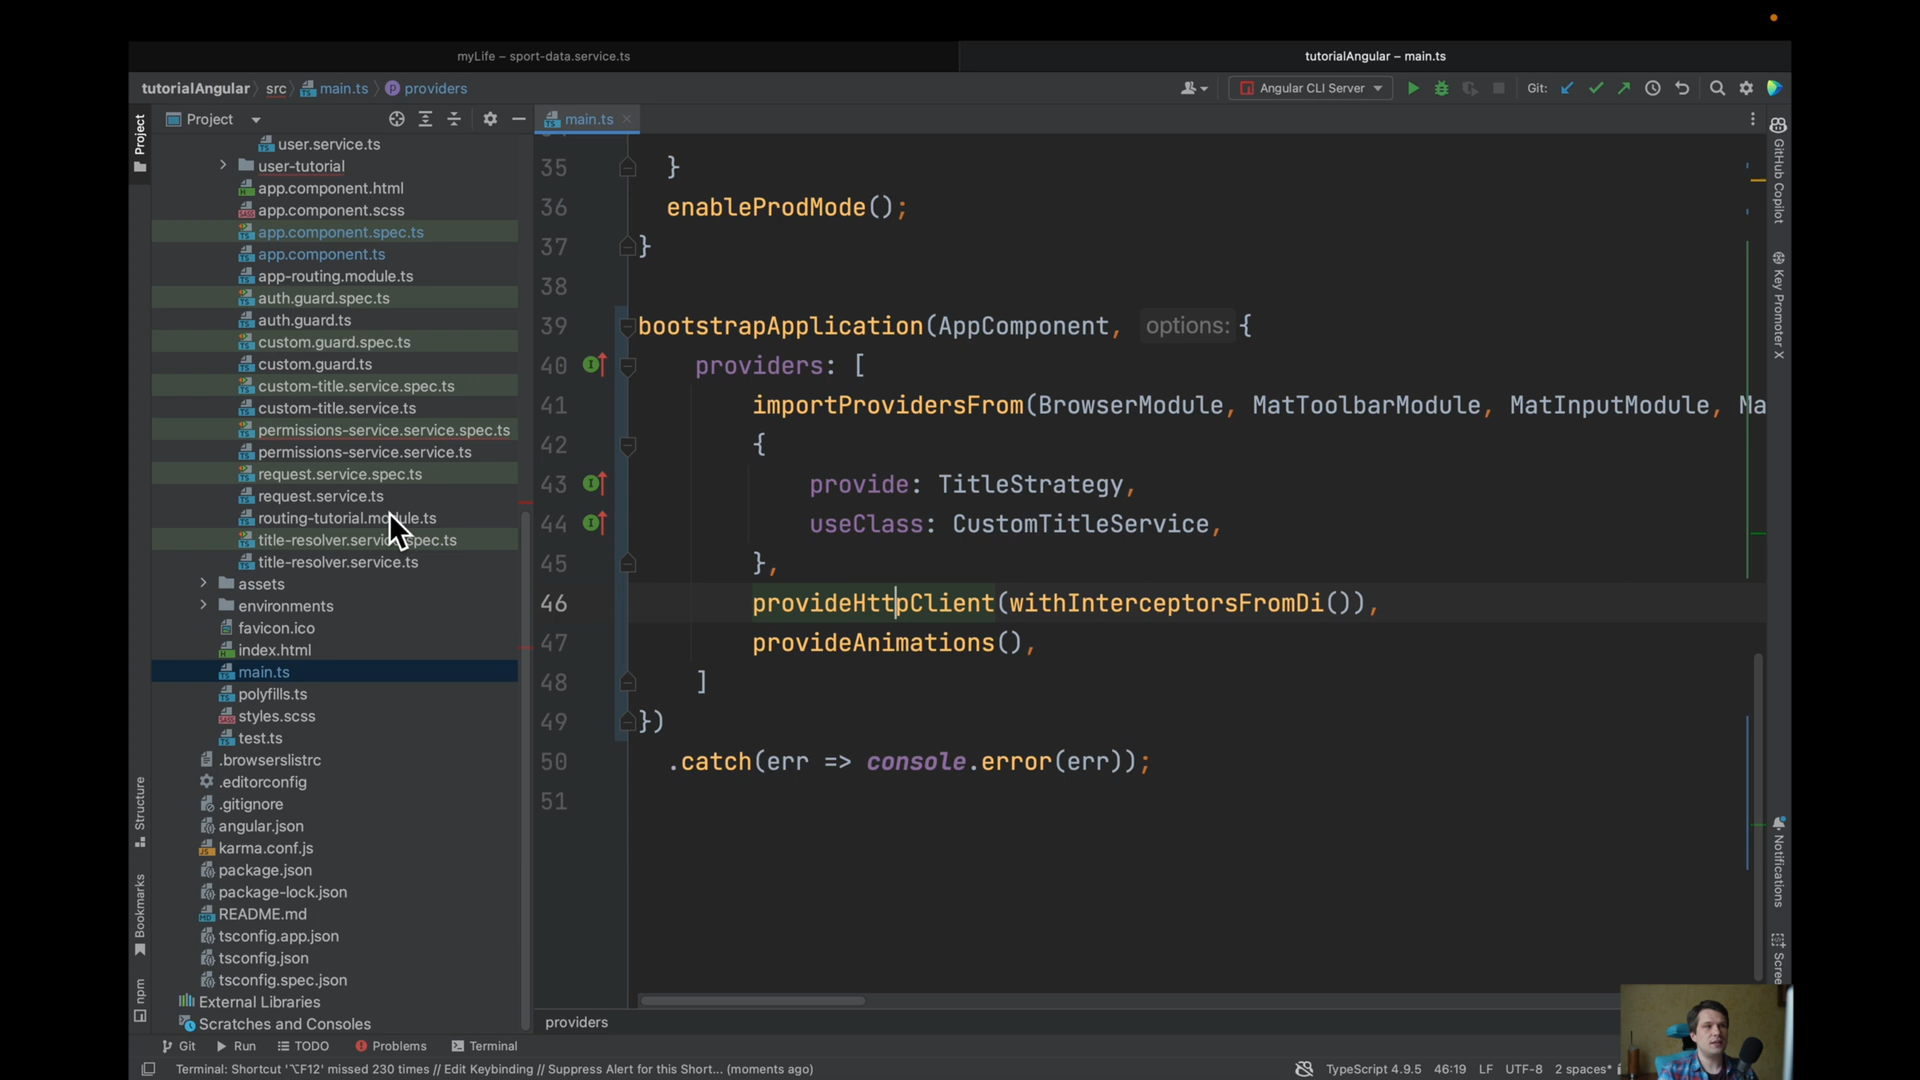 myLife – sport-data.service.ts
tutorialAngular – main.ts
tutorialAngular
src
main.ts
providers
Angular CLI Server
Git:
Project
main.ts
Project
user.service.ts
user-tutorial
app.component.html
app.component.scss
app.component.spec.ts
app.component.ts
app-routing.module.ts
auth.guard.spec.ts
auth.guard.ts
custom.guard.spec.ts
custom.guard.ts
custom-title.service.spec.ts
custom-title.service.ts
permissions-service.service.spec.ts
permissions-service.service.ts
request.service.spec.ts
request.service.ts
routing-tutorial.module.ts
title-resolver.service.spec.ts
title-resolver.service.ts
assets
environments
favicon.ico
index.html
main.ts
polyfills.ts
styles.scss
test.ts
.browserslistrc
.editorconfig
.gitignore
angular.json
karma.conf.js
package.json
package-lock.json
README.md
tsconfig.app.json
tsconfig.json
tsconfig.spec.json
External Libraries
Scratches and Consoles
Structure
Bookmarks
npm
35 }
36 enableProdMode();
37 }
38
39 bootstrapApplication(AppComponent, options: {
40 providers: [
41 importProvidersFrom(BrowserModule, MatToolbarModule, MatInputModule, Ma
42 {
43 provide: TitleStrategy,
44 useClass: CustomTitleService,
45 },
46 provideHttpClient(withInterceptorsFromDi()),
47 provideAnimations(),
48 ]
49 })
50 .catch(err => console.error(err));
51
GitHub Copilot
Key Promoter X
Notifications
Scree
providers
Git
Run
TODO
Problems
Terminal
Terminal: Shortcut '⌥F12' missed 230 times // Edit Keybinding // Suppress Alert for this Short... (moments ago)
TypeScript 4.9.5
46:19
LF
UTF-8
2 spaces*